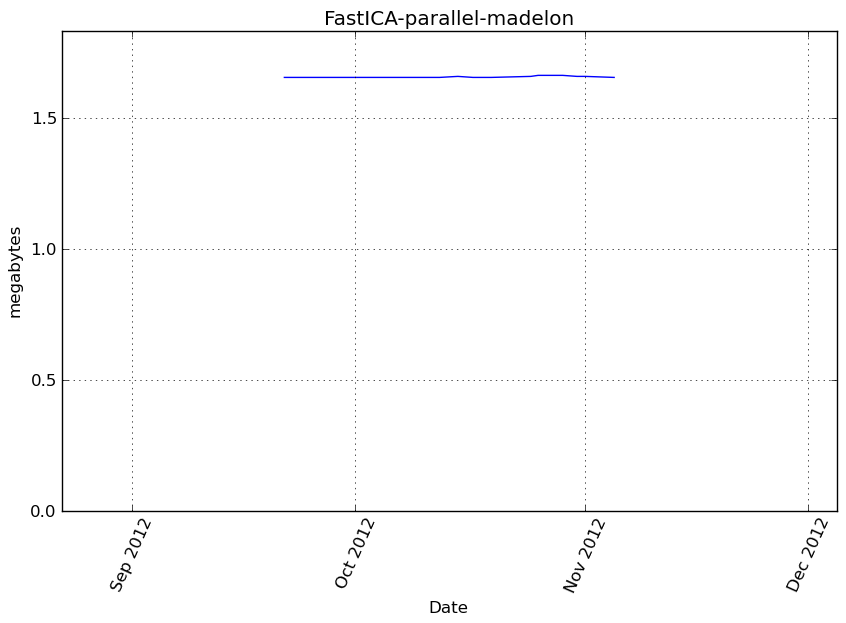 FastICA-parallel-madelon
megabytes
1.5
1.0
0.5
0.0
Sep 2012
Oct 2012
Nov 2012
Dec 2012
Date